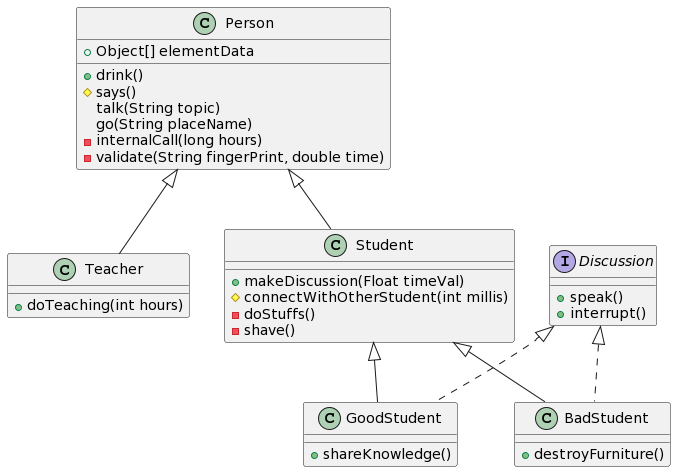 C Person
Object[] elementData
drink()
says()
talk(String topic)
go(String placeName)
internalCall(long hours)
validate(String fingerPrint, double time)
C Teacher
doTeaching(int hours)
C Student
makeDiscussion(Float timeVal)
connectWithOtherStudent(int millis)
doStuffs()
shave()
I Discussion
speak()
interrupt()
C GoodStudent
shareKnowledge()
C BadStudent
destroyFurniture()